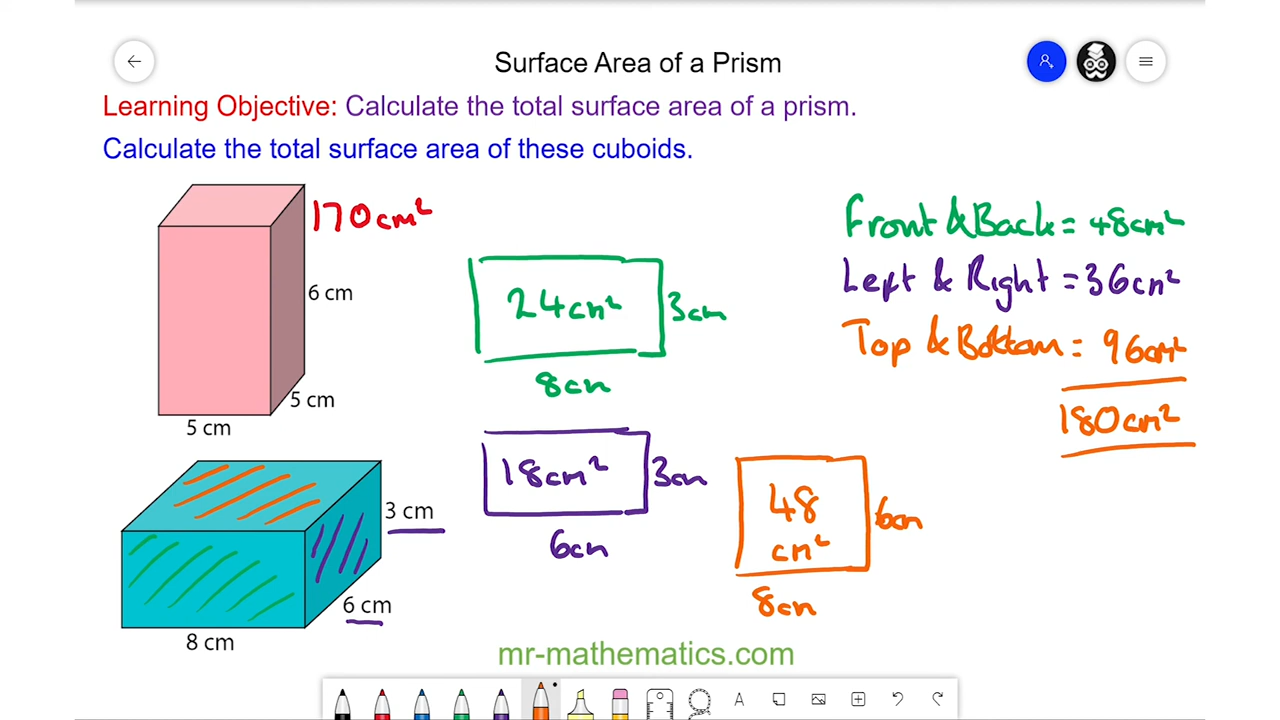 Surface Area of a Prism
Learning Objective: Calculate the total surface area of a prism.
Calculate the total surface area of these cuboids.
170cm²
6 cm
5 cm
5 cm
24cm²
3cm
8cm
Front & Back = 48cm²
Left & Right = 36cm²
Top & Bottom = 96cm²
180cm²
3 cm
6 cm
8 cm
18cm²
3cm
6cm
48
cm²
6cm
8cm
mr-mathematics.com
A